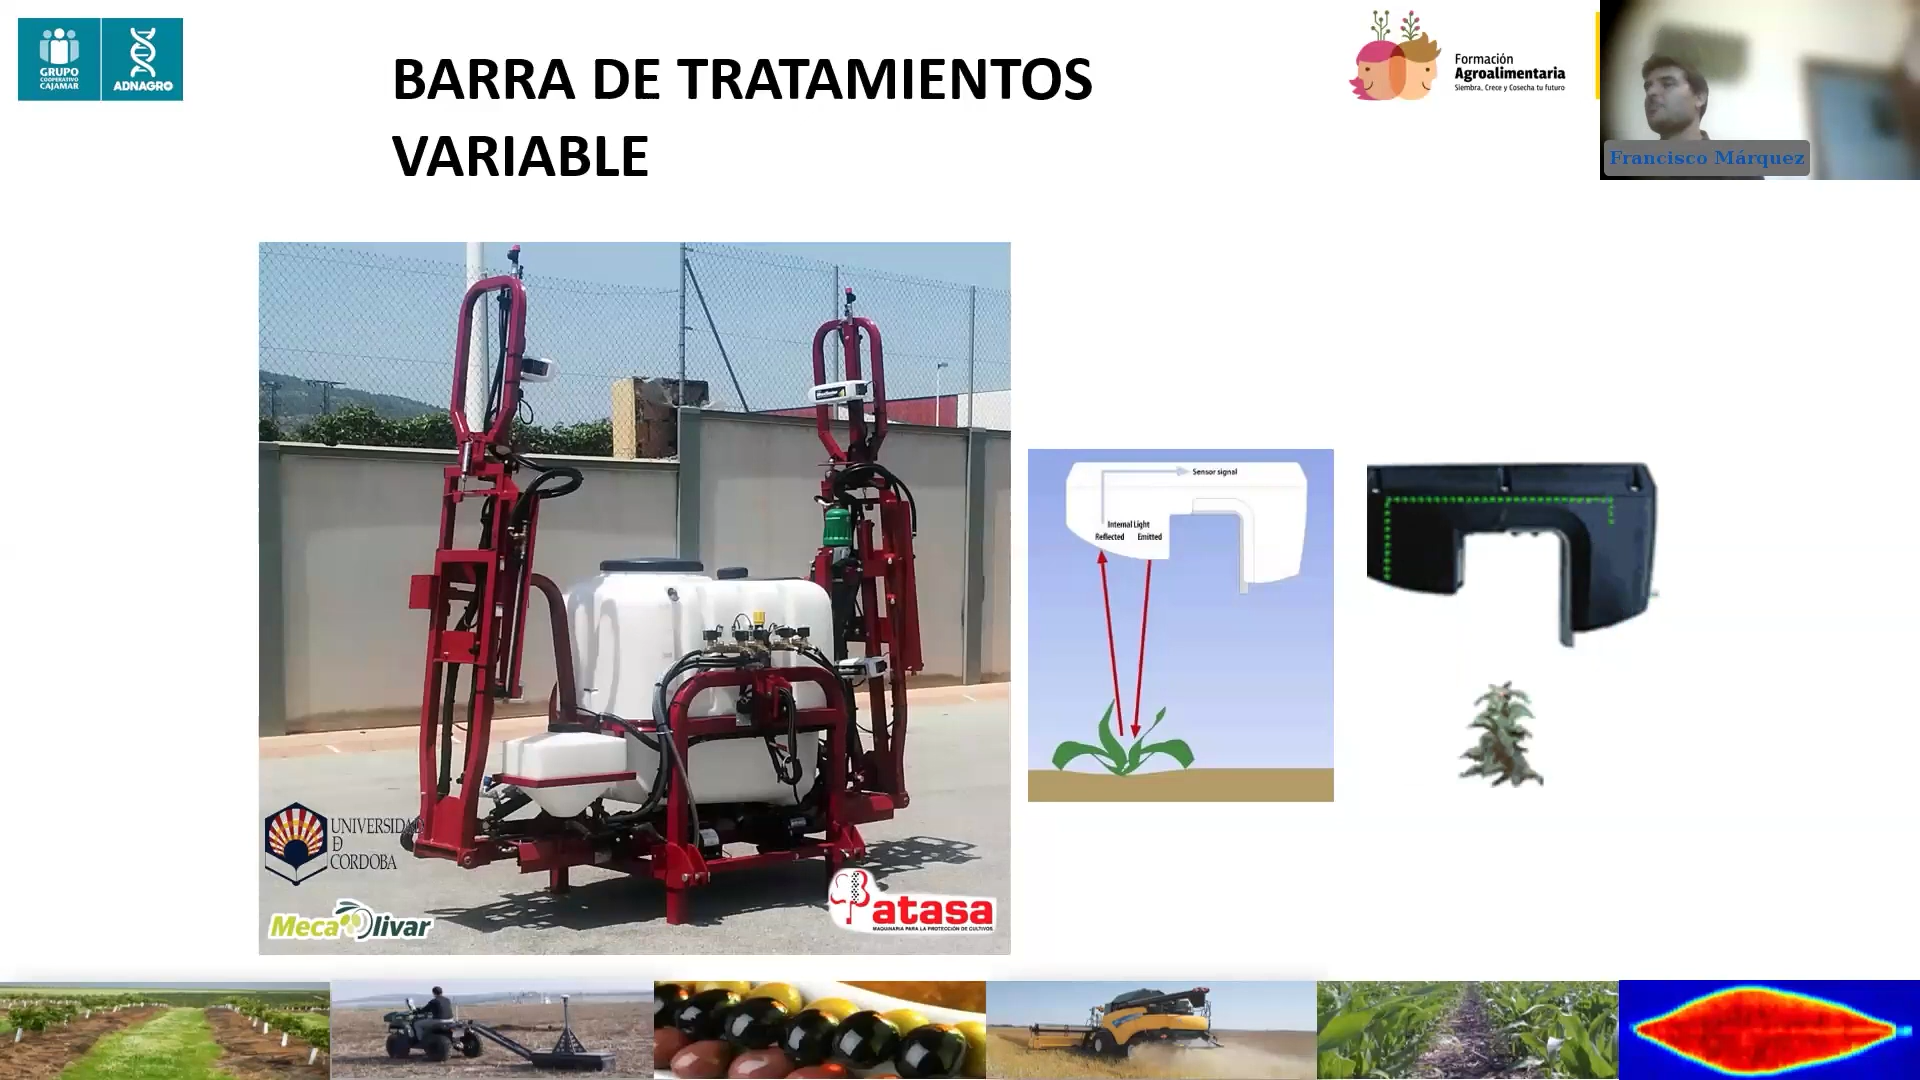 GRUPO
COOPERATIVO
CAJAMAR
ADNAGRO
BARRA DE TRATAMIENTOS
VARIABLE
Formación
Agroalimentaria
Siembra, Crece y Cosecha tu futuro
Francisco Márquez
Sensor signal
Internal Light
Reflected Emitted
UNIVERSIDAD
D
CORDOBA
MecaOlivar
atasa
MAQUINARIA PARA LA PROTECCIÓN DE CULTIVOS